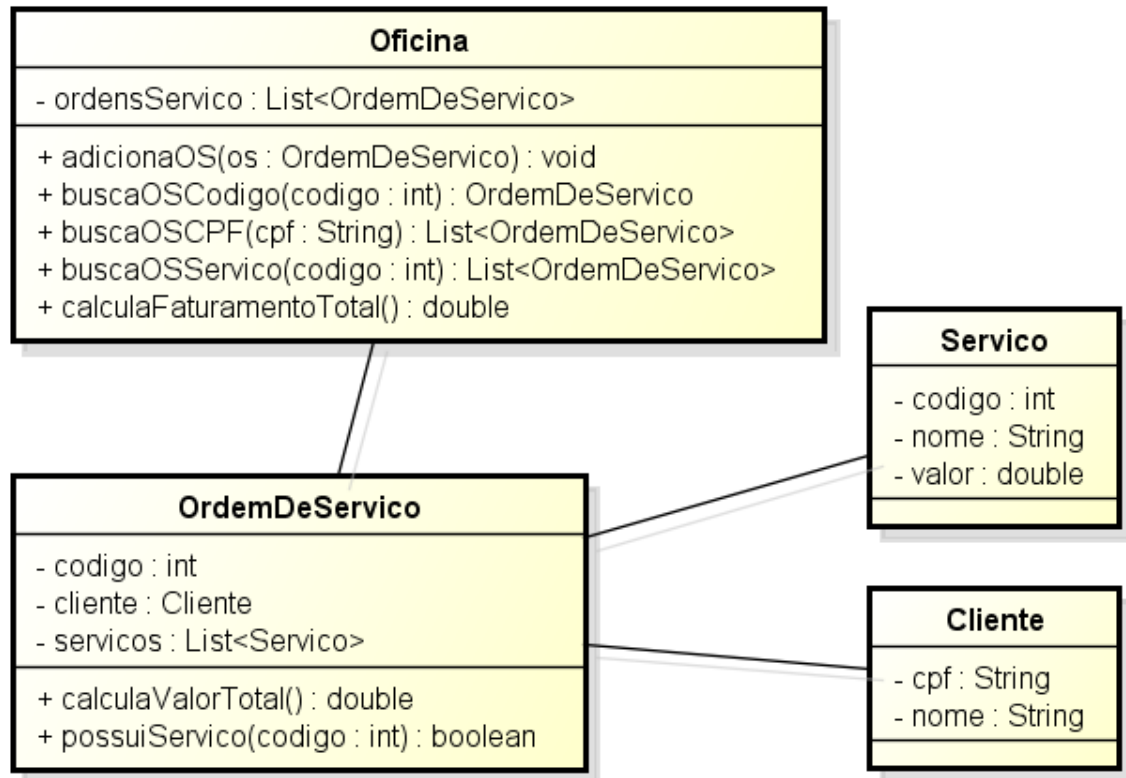 Oficina
- ordensServico : List<OrdemDeServico>
+ adicionaOS(os : OrdemDeServico) : void
+ buscaOSCodigo(codigo : int) : OrdemDeServico
+ buscaOSCPF(cpf : String) : List<OrdemDeServico>
+ buscaOSServico(codigo : int) : List<OrdemDeServico>
+ calculaFaturamentoTotal() : double
Servico
- codigo : int
- nome : String
- valor : double
OrdemDeServico
- codigo : int
- cliente : Cliente
- servicos : List<Servico>
+ calculaValorTotal() : double
+ possuiServico(codigo : int) : boolean
Cliente
- cpf : String
- nome : String